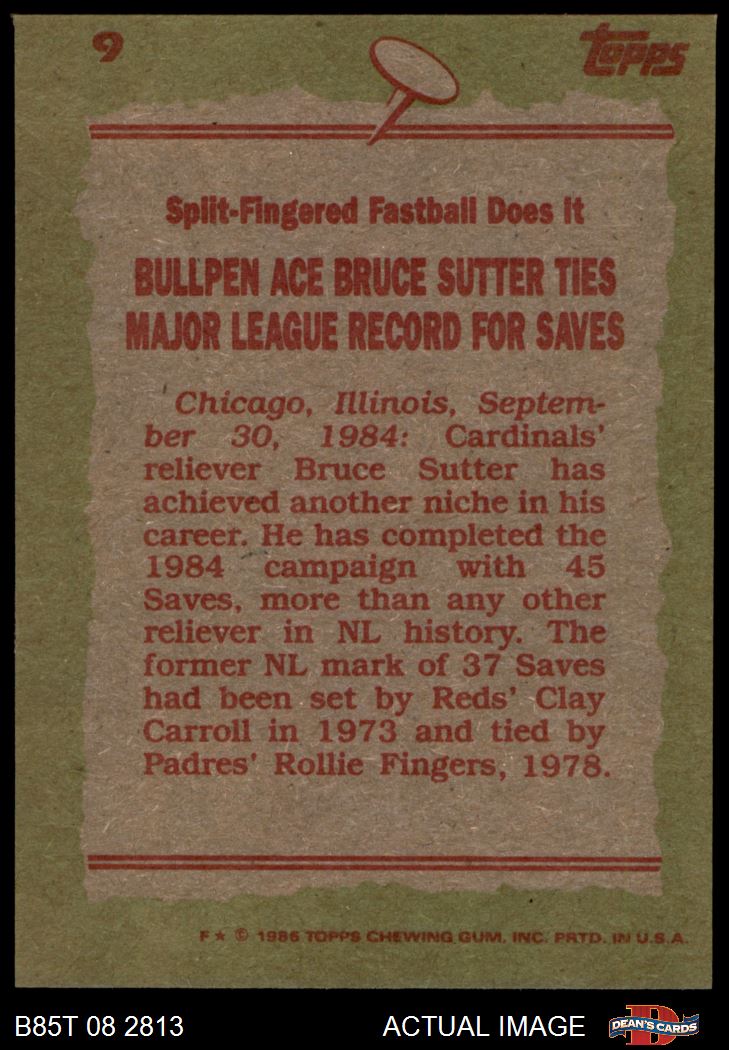 9
Topps
Split-Fingered Fastball Does It
BULLPEN ACE BRUCE SUTTER TIES
MAJOR LEAGUE RECORD FOR SAVES
Chicago, Illinois, Septem-
ber 30, 1984: Cardinals'
reliever Bruce Sutter has
achieved another niche in his
career. He has completed the
1984 campaign with 45
Saves, more than any other
reliever in NL history. The
former NL mark of 37 Saves
had been set by Reds' Clay
Carroll in 1973 and tied by
Padres' Rollie Fingers, 1978.
F★ © 1985 TOPPS CHEWING GUM, INC. PRTD. IN U.S.A.
B85T 08 2813 ACTUAL IMAGE D DEAN'S CARDS